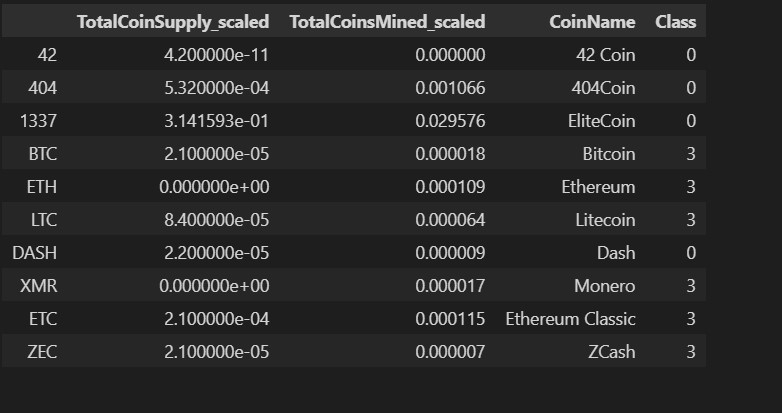 TotalCoinSupply_scaled TotalCoinsMined_scaled CoinName Class
42 4.200000e-11 0.000000 42 Coin 0
404 5.320000e-04 0.001066 404Coin 0
1337 3.141593e-01 0.029576 EliteCoin 0
BTC 2.100000e-05 0.000018 Bitcoin 3
ETH 0.000000e+00 0.000109 Ethereum 3
LTC 8.400000e-05 0.000064 Litecoin 3
DASH 2.200000e-05 0.000009 Dash 0
XMR 0.000000e+00 0.000017 Monero 3
ETC 2.100000e-04 0.000115 Ethereum Classic 3
ZEC 2.100000e-05 0.000007 ZCash 3